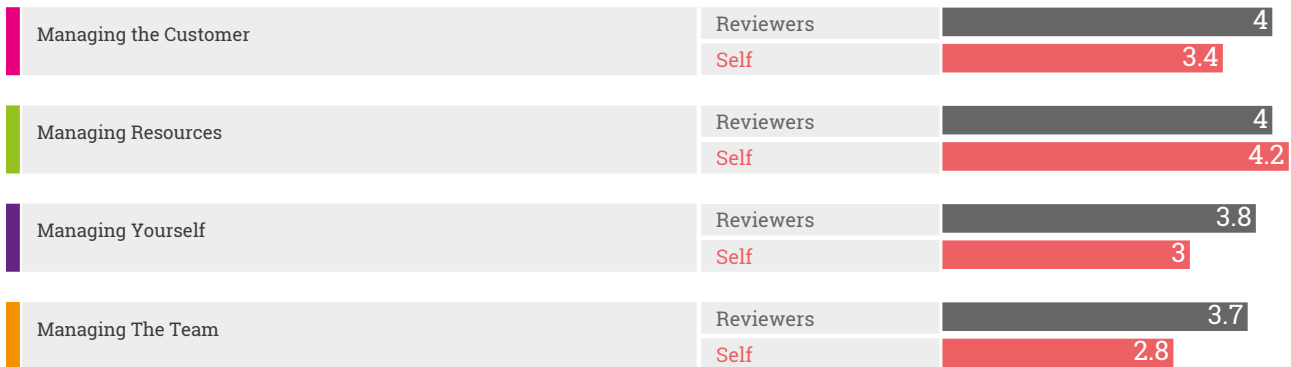 Managing the Customer
Reviewers 4
Self 3.4
Managing Resources
Reviewers 4
Self 4.2
Managing Yourself
Reviewers 3.8
Self 3
Managing The Team
Reviewers 3.7
Self 2.8